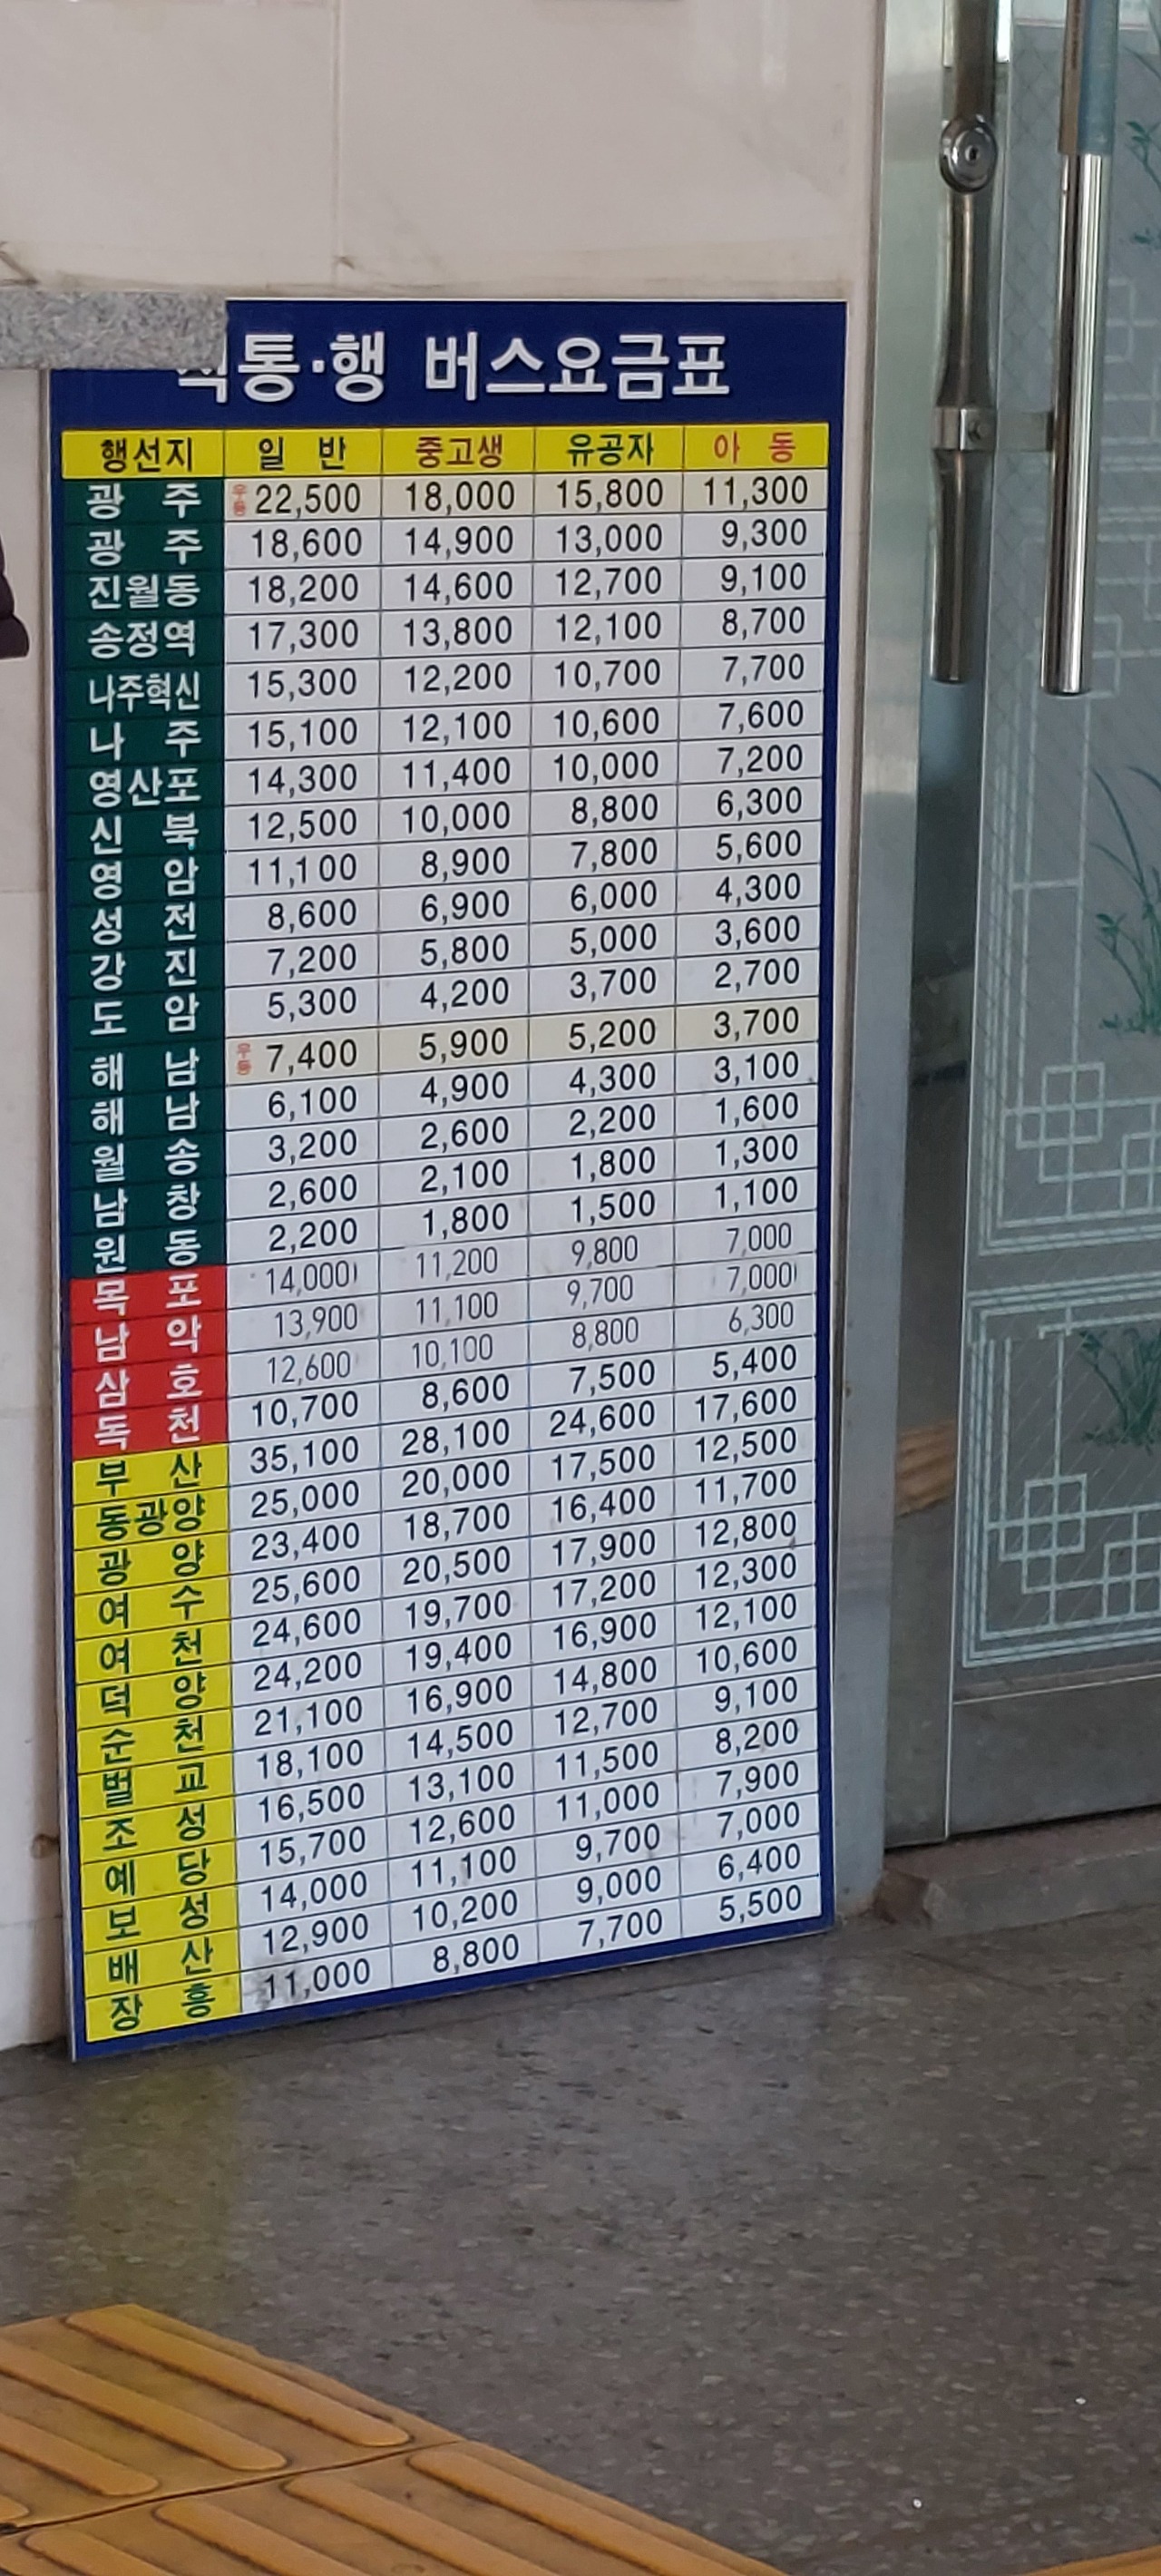 직통·행 버스요금표
행선지 일반 중고생 유공자 아동
광주 우등 22,500 18,000 15,800 11,300
광주 18,600 14,900 13,000 9,300
진월동 18,200 14,600 12,700 9,100
송정역 17,300 13,800 12,100 8,700
나주혁신 15,300 12,200 10,700 7,700
나주 15,100 12,100 10,600 7,600
영산포 14,300 11,400 10,000 7,200
신북 12,500 10,000 8,800 6,300
영암 11,100 8,900 7,800 5,600
성전 8,600 6,900 6,000 4,300
강진 7,200 5,800 5,000 3,600
도암 5,300 4,200 3,700 2,700
해남 우등 7,400 5,900 5,200 3,700
해남 6,100 4,900 4,300 3,100
월송 3,200 2,600 2,200 1,600
남창 2,600 2,100 1,800 1,300
원동 2,200 1,800 1,500 1,100
목포 14,000 11,200 9,800 7,000
남악 13,900 11,100 9,700 7,000
삼호 12,600 10,100 8,800 6,300
독천 10,700 8,600 7,500 5,400
부산 35,100 28,100 24,600 17,600
동광양 25,000 20,000 17,500 12,500
광양 23,400 18,700 16,400 11,700
여수 25,600 20,500 17,900 12,800
여천 24,600 19,700 17,200 12,300
덕양 24,200 19,400 16,900 12,100
순천 21,100 16,900 14,800 10,600
벌교 18,100 14,500 12,700 9,100
조성 16,500 13,100 11,500 8,200
예당 15,700 12,600 11,000 7,900
보성 14,000 11,100 9,700 7,000
배산 12,900 10,200 9,000 6,400
장흥 11,000 8,800 7,700 5,500